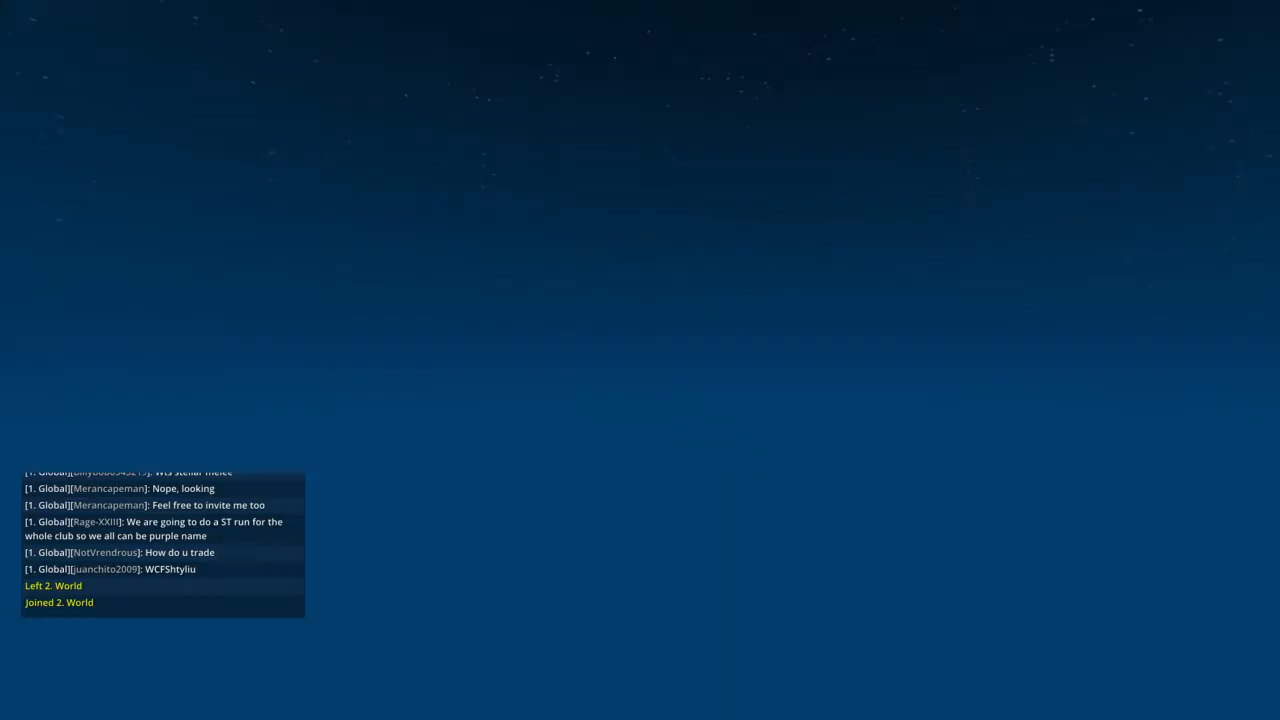 [1. Global][Merancapeman]: Nope, looking
[1. Global][Merancapeman]: Feel free to invite me too
[1. Global][Rage-XXIII]: We are going to do a ST run for the
whole club so we all can be purple name
[1. Global][NotVrendrous]: How do u trade
[1. Global][juanchito2009]: WCFShtyliu
Left 2. World
Joined 2. World